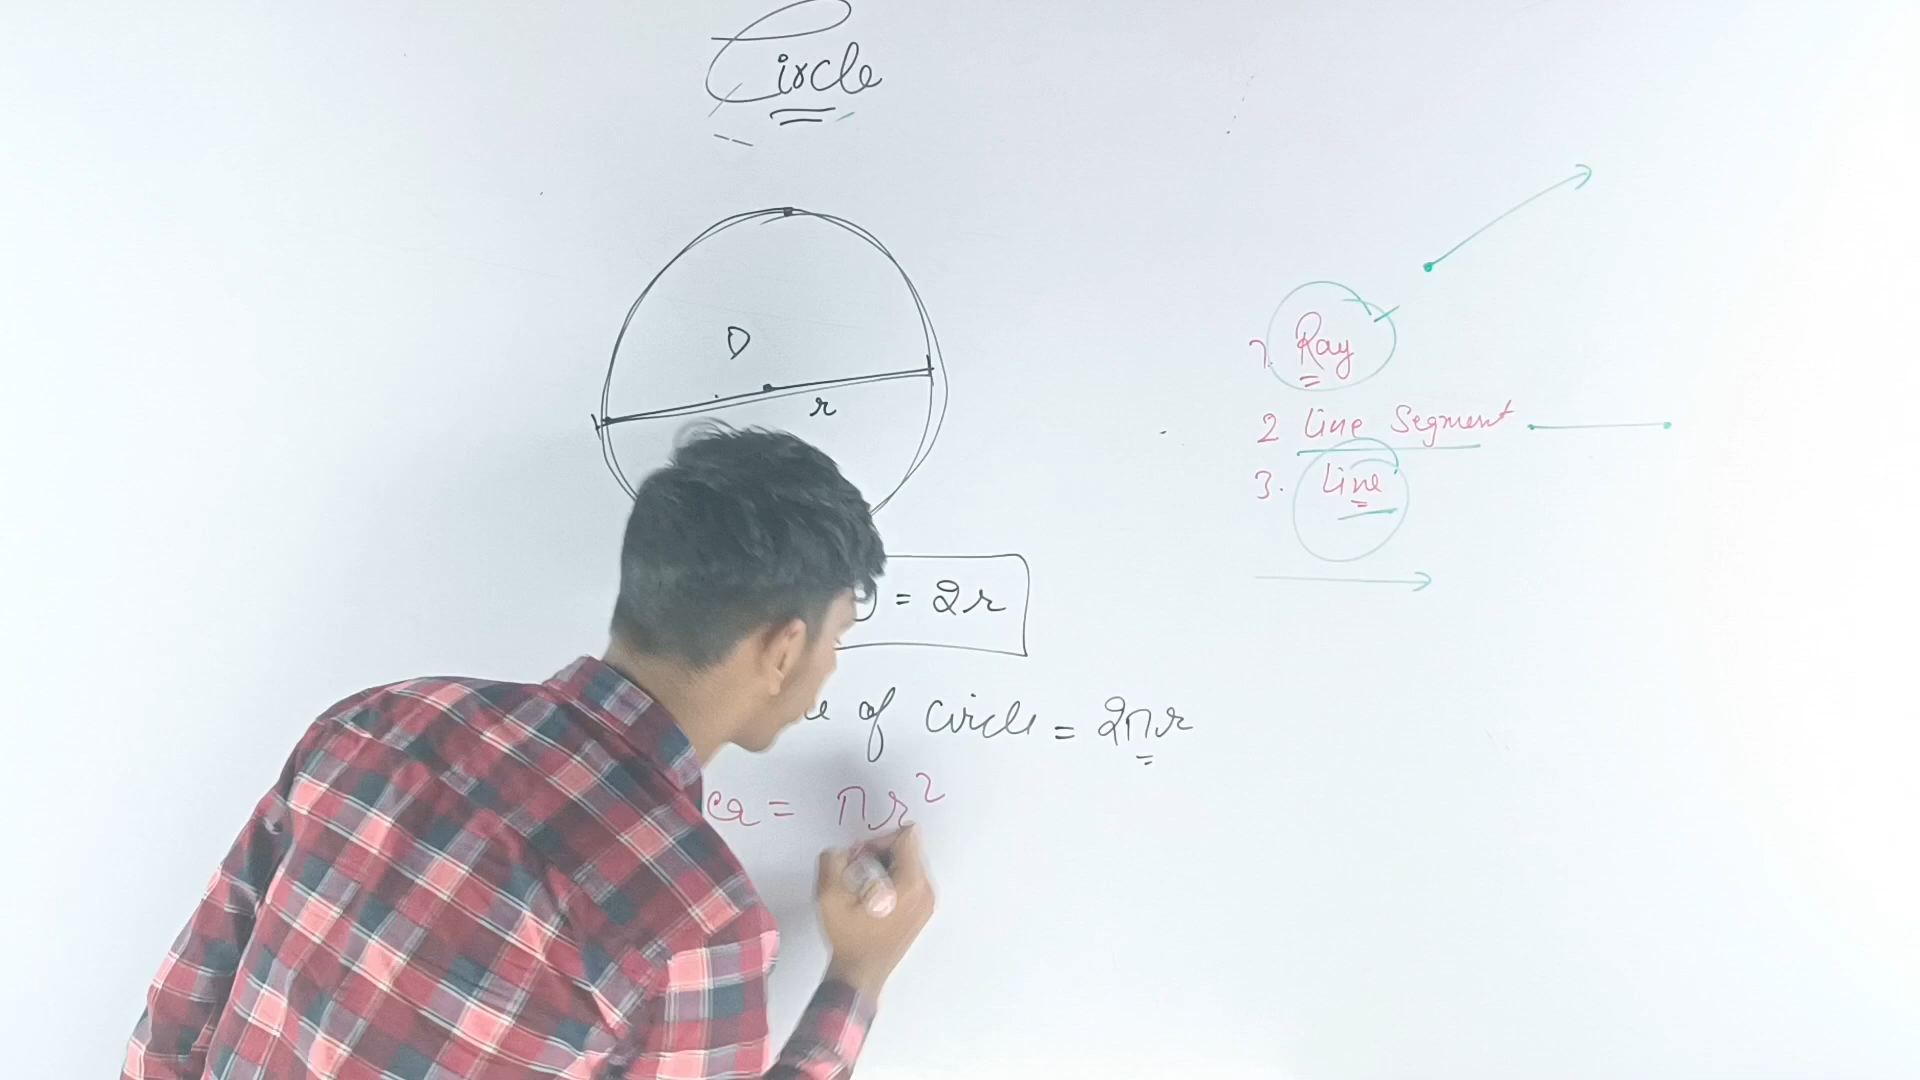 Circle
D
r
= 2r
of circle = 2πr
= πr²
1. Ray
2 Line Segment
3. Line